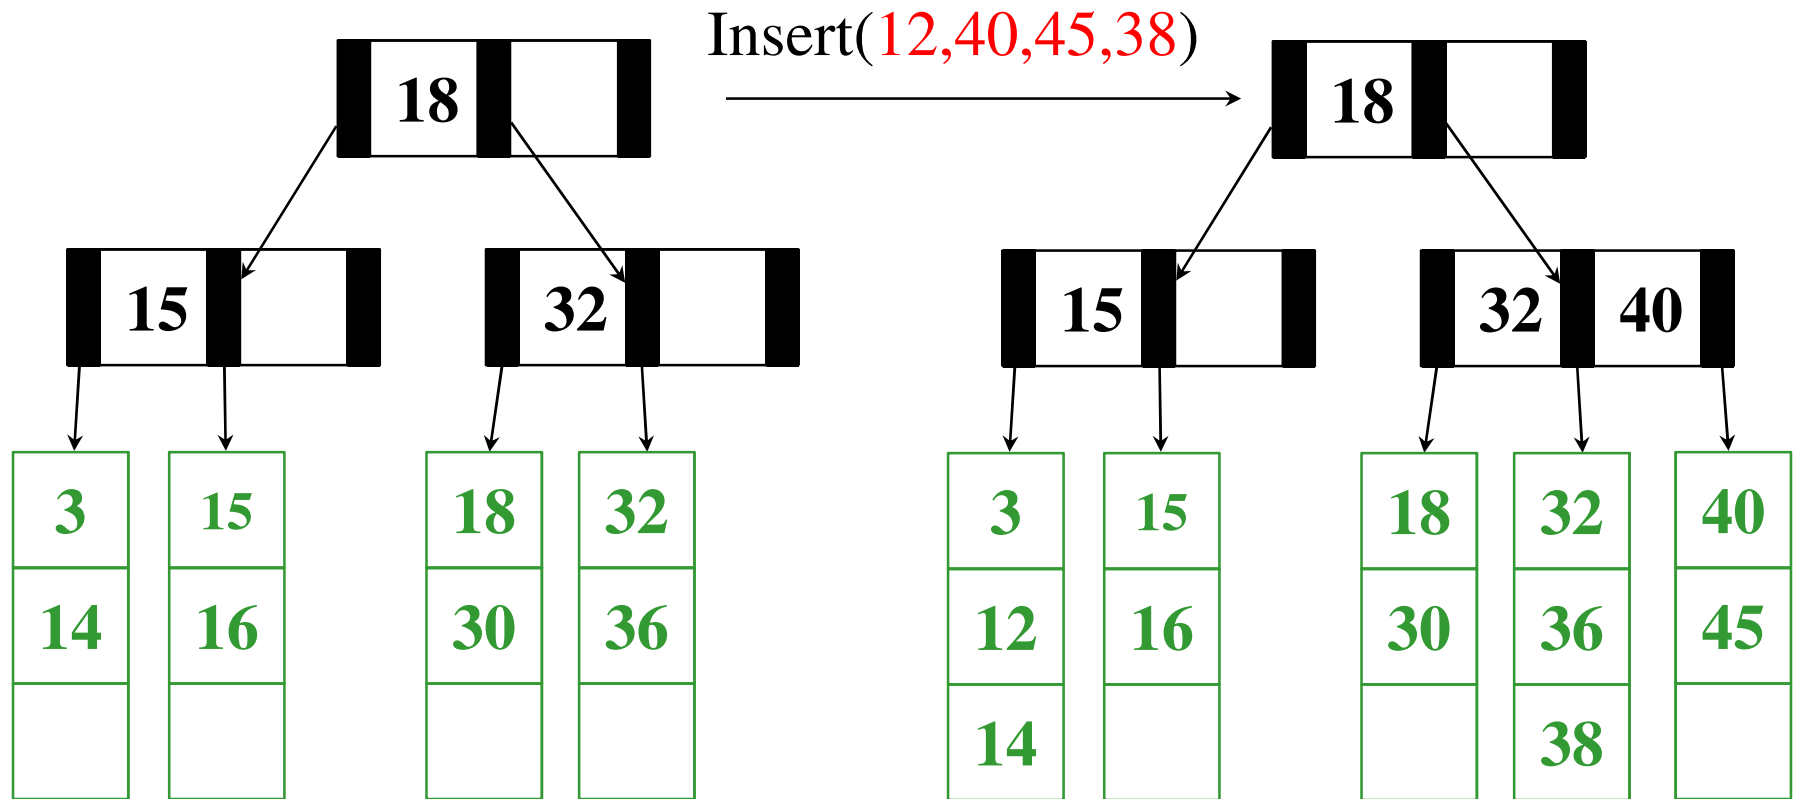 Insert(12,40,45,38)
18 18
15 32 15 32 40
3 15 18 32 3 15 18 32 40
14 16 30 36 12 16 30 36 45
14 38